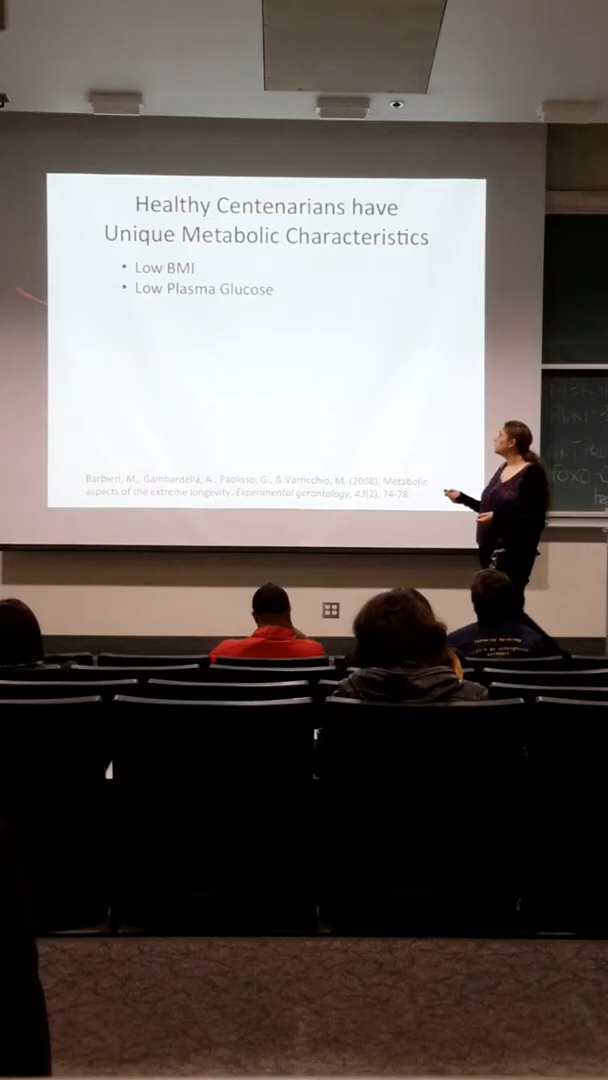 Healthy Centenarians have
Unique Metabolic Characteristics
• Low BMI
• Low Plasma Glucose
Barbieri, M., Gambardella, A., Paolisso, G., & Varricchio, M. (2008). Metabolic
aspects of the extreme longevity. Experimental gerontology, 43(2), 74-78.